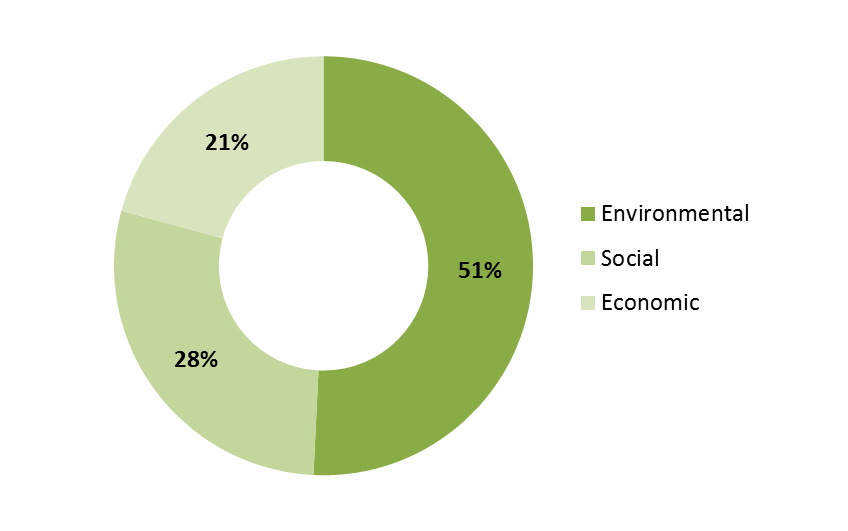 21%
51%
28%
Environmental
Social
Economic